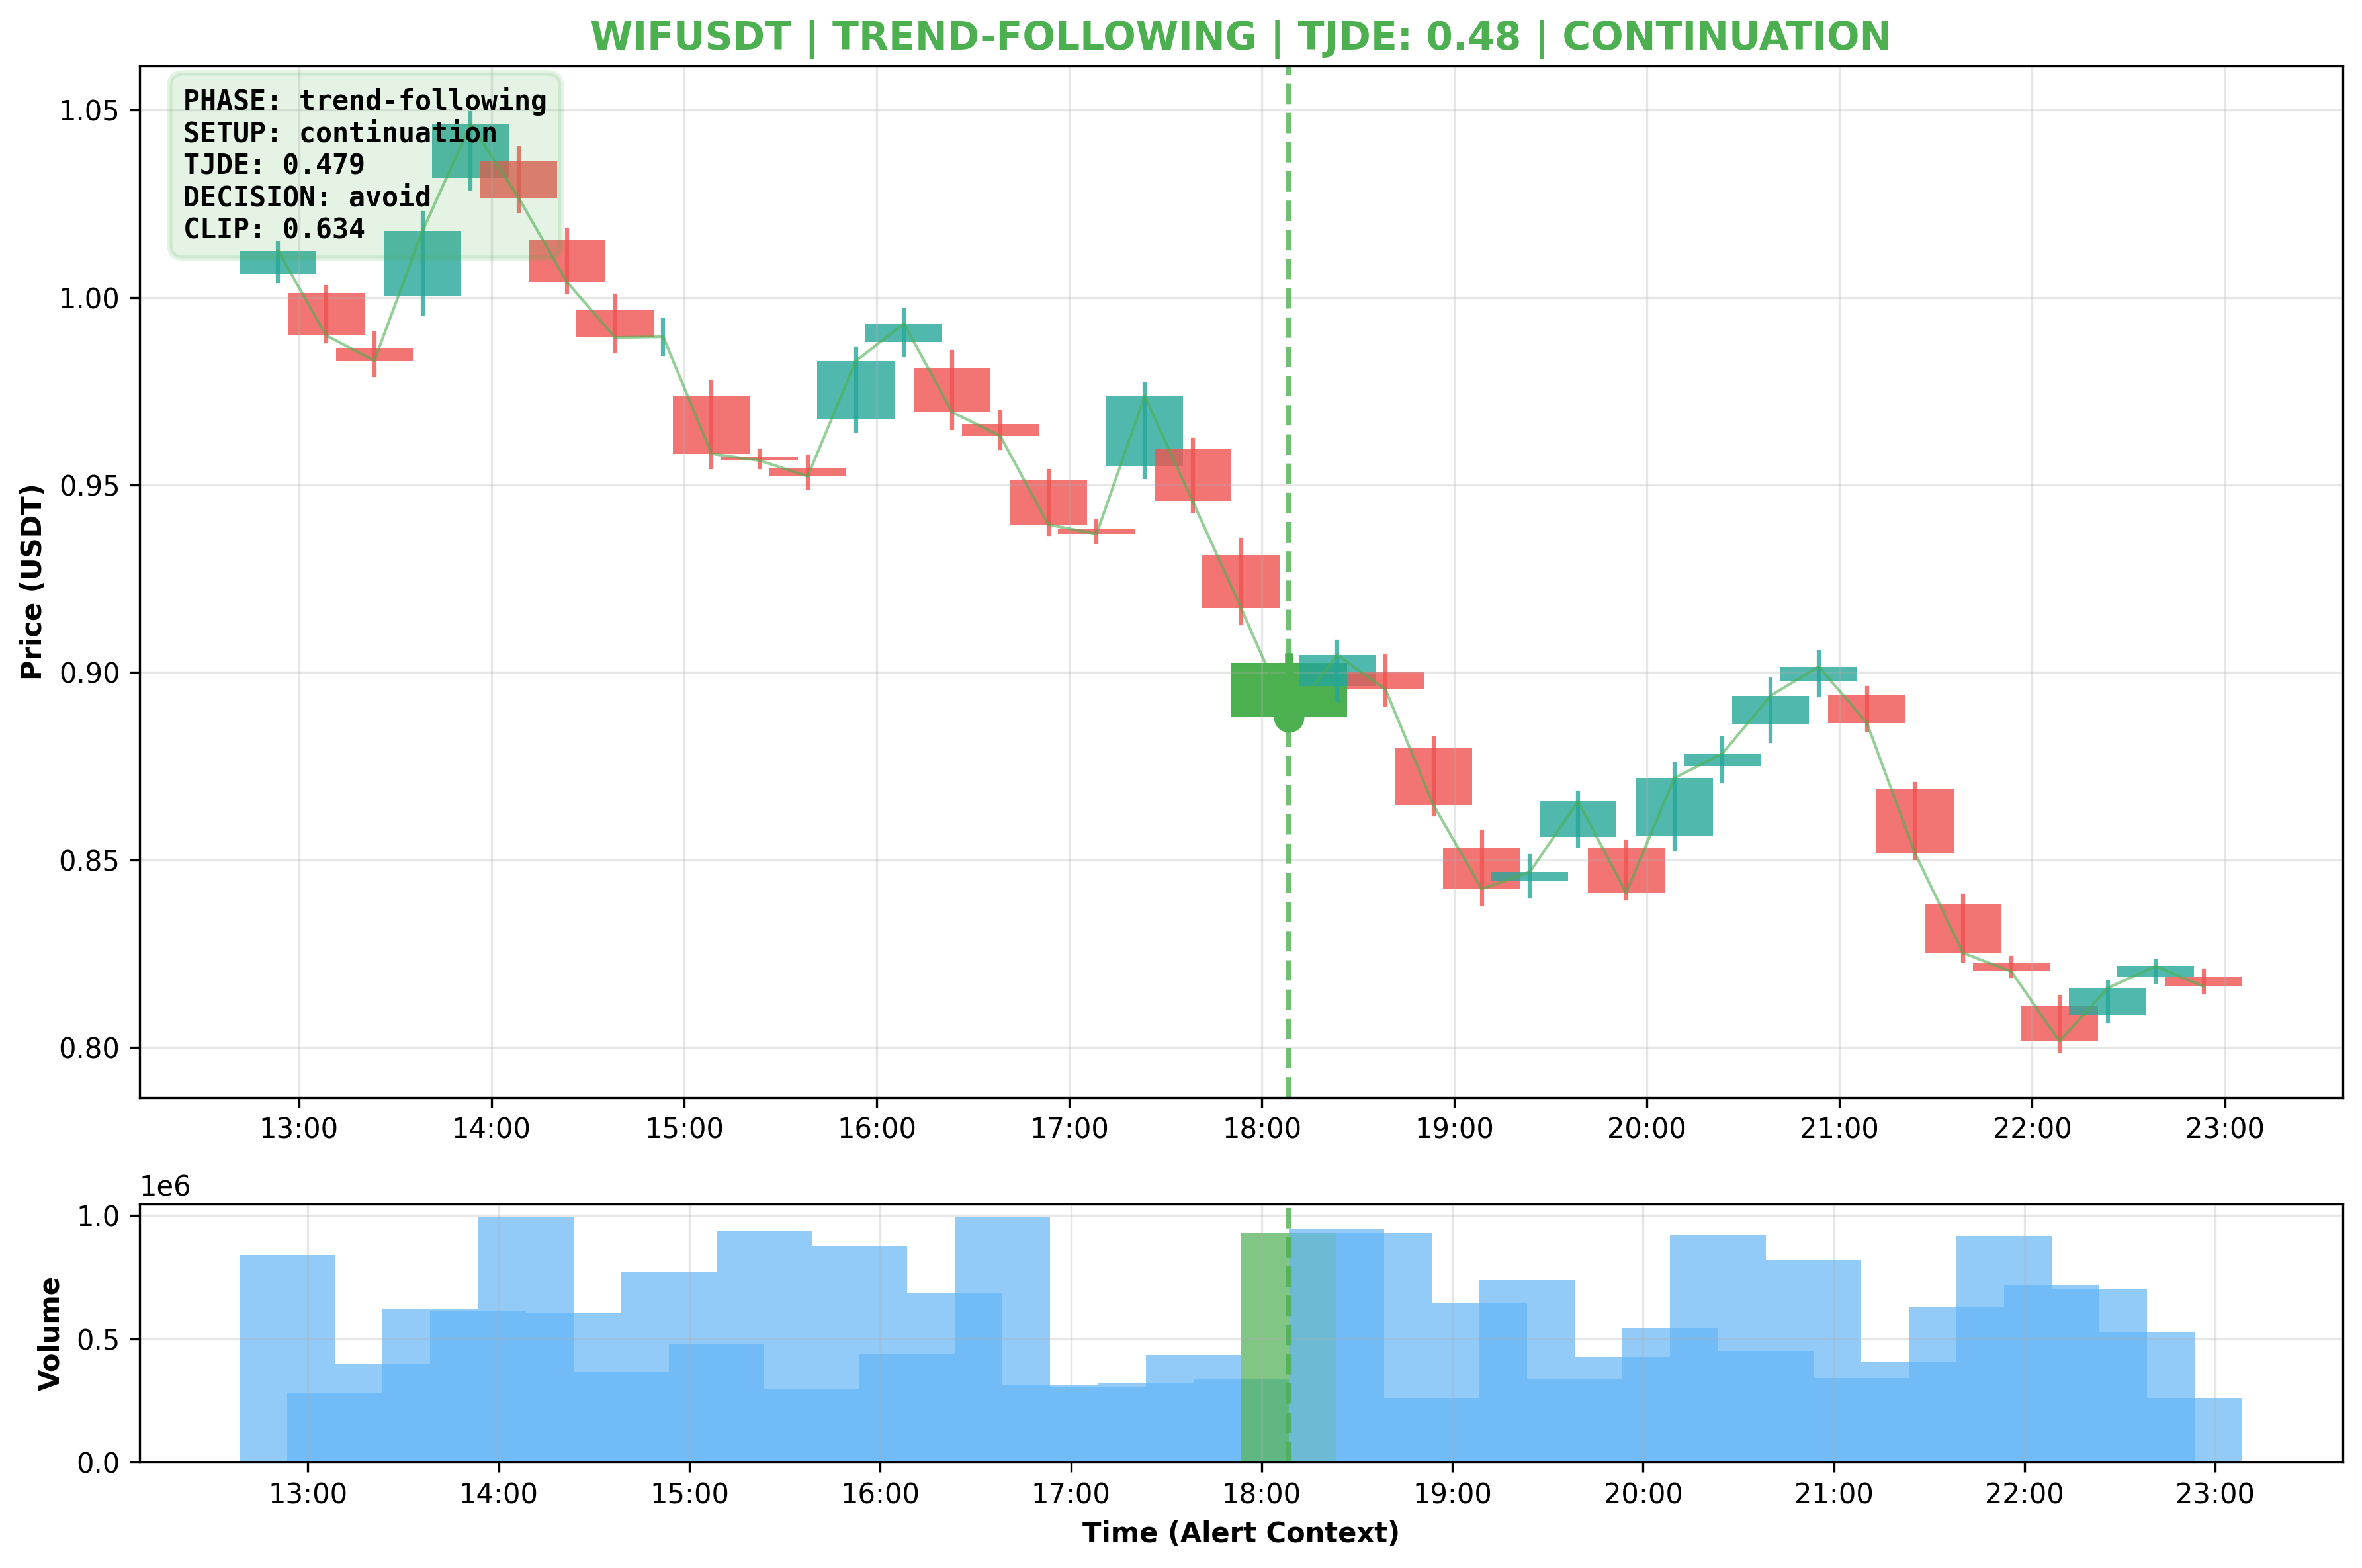 WIFUSDT | TREND-FOLLOWING | TJDE: 0.48 | CONTINUATION
PHASE: trend-following
SETUP: continuation
TJDE: 0.479
DECISION: avoid
CLIP: 0.634
Price (USDT)
1.05
1.00
0.95
0.90
0.85
0.80
13:00 14:00 15:00 16:00 17:00 18:00 19:00 20:00 21:00 22:00 23:00
1e6
Volume
1.0
0.5
0.0
13:00 14:00 15:00 16:00 17:00 18:00 19:00 20:00 21:00 22:00 23:00
Time (Alert Context)